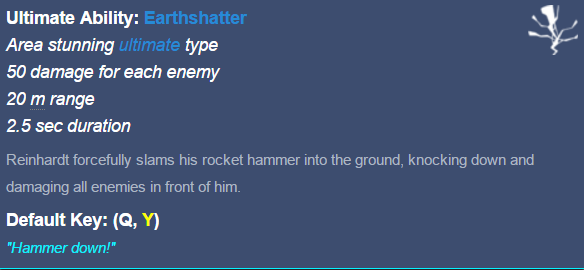 Ultimate Ability: Earthshatter
Area stunning ultimate type
50 damage for each enemy
20 m range
2.5 sec duration
Reinhardt forcefully slams his rocket hammer into the ground, knocking down and
damaging all enemies in front of him.
Default Key: (Q, Y)
"Hammer down!"